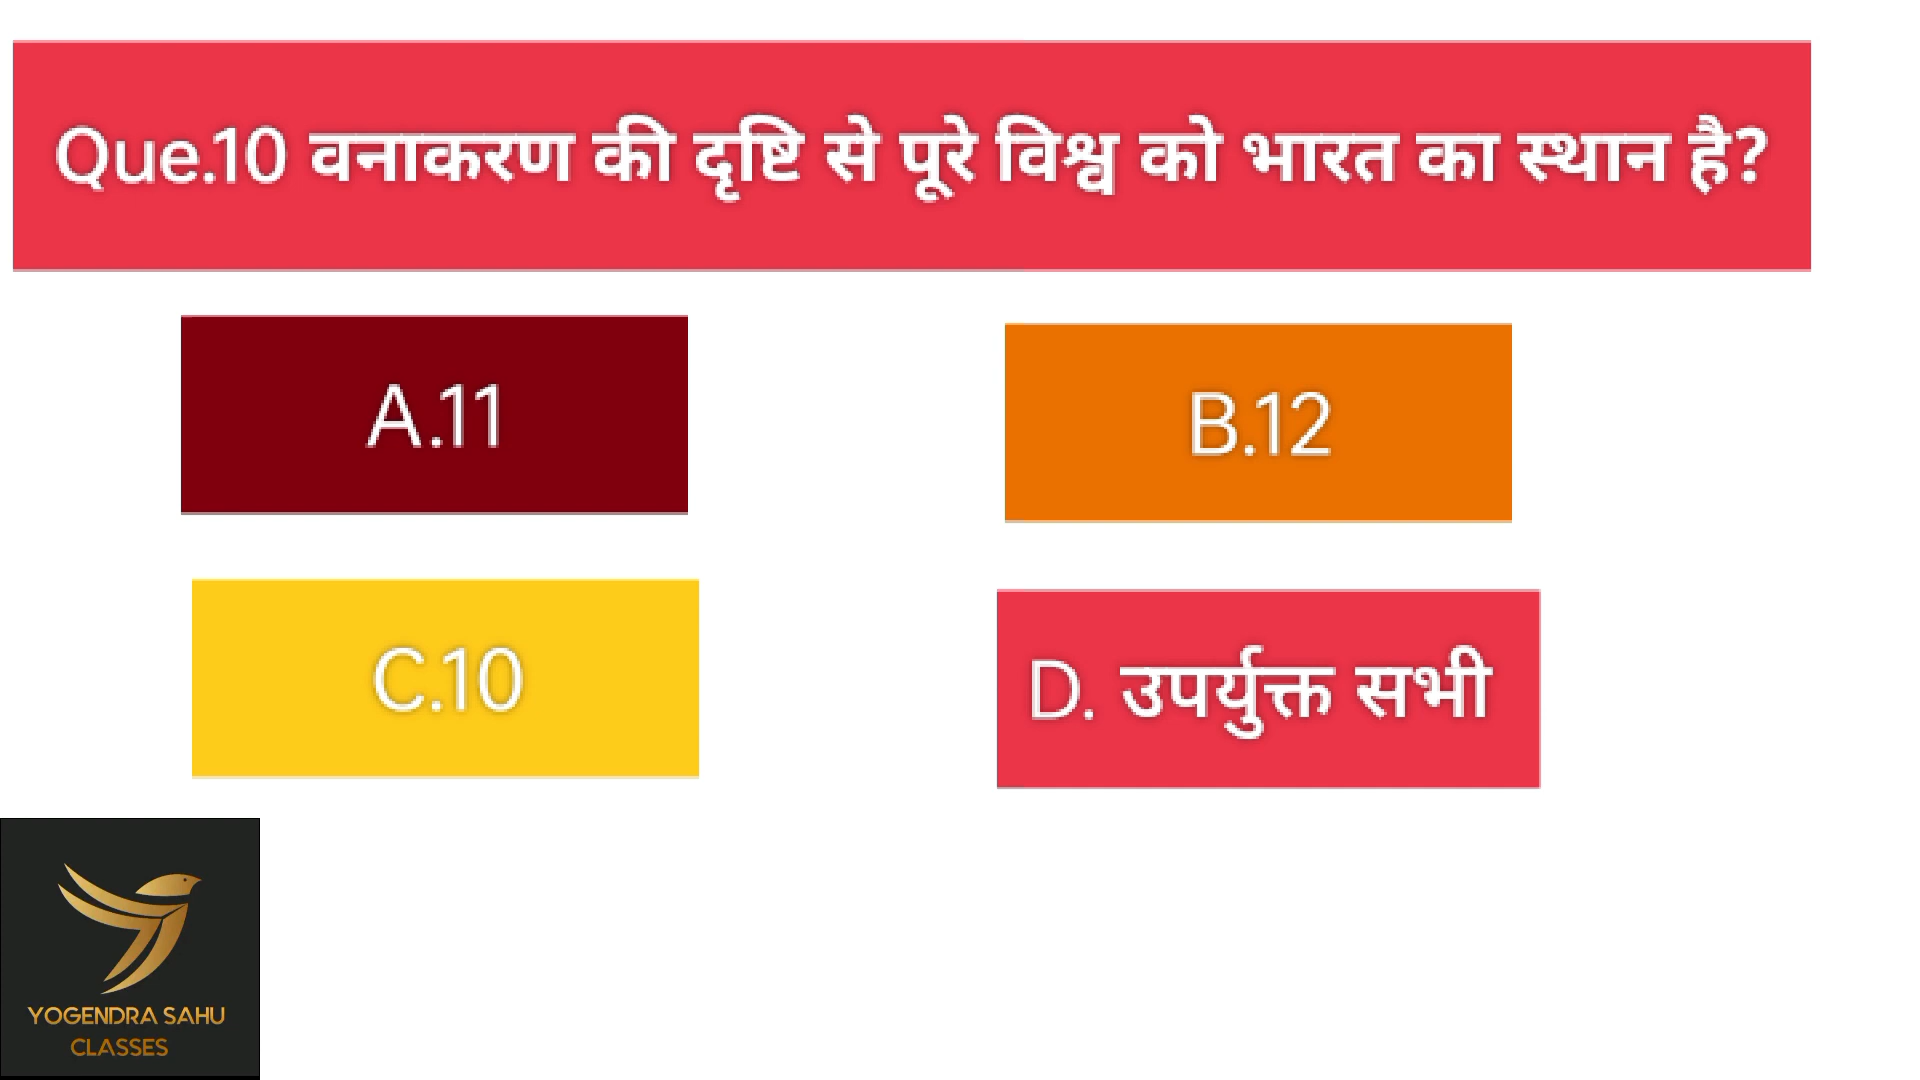 Que.10 वनाकरण की दृष्टि से पूरे विश्व को भारत का स्थान है?
A.11
B.12
C.10
D. उपर्युक्त सभी
YOGENDRA SAHU
CLASSES